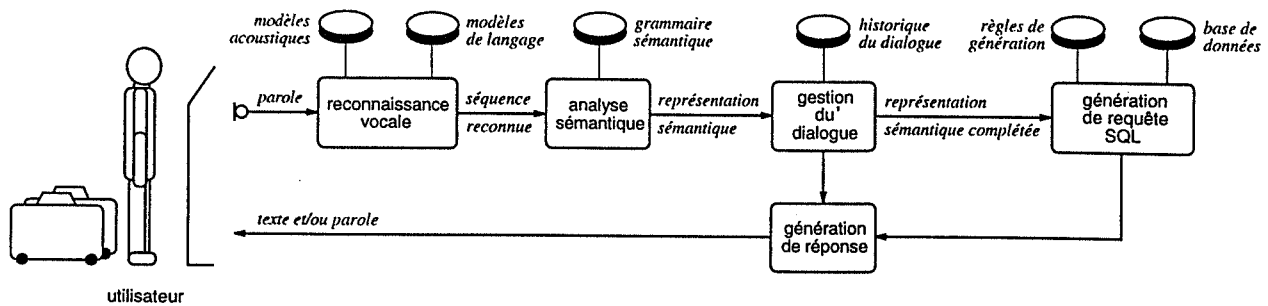 modèles
acoustiques
modèles
de langage
grammaire
sémantique
historique
du dialogue
règles de
génération
base de
données
parole
reconnaissance
vocale
séquence
reconnue
analyse
sémantique
représentation
sémantique
gestion
du'
dialogue
représentation
sémantique complétée
génération
de requête
SQL
texte et/ou parole
génération
de réponse
utilisateur